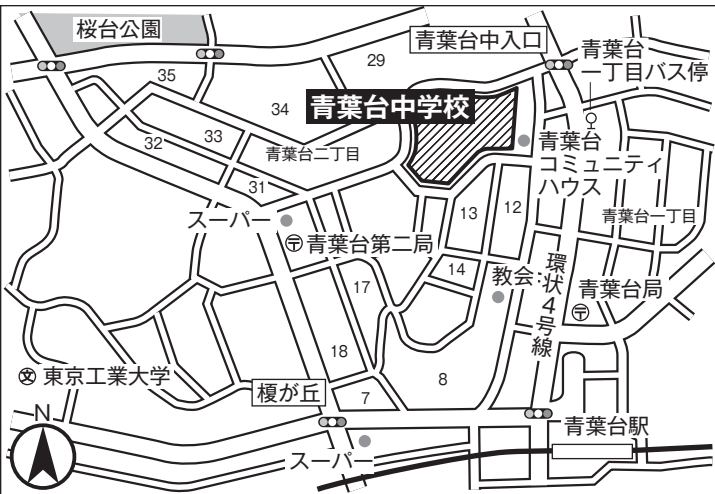 桜台公園
青葉台中入口
青葉台
一丁目バス停
29
35
34
青葉台中学校
33
32
青葉台二丁目
青葉台
コミュニティ
ハウス
31
13
12
スーパー
青葉台一丁目
〒青葉台第二局
14
教会
環状4号線
17
青葉台局
〒
18
文 東京工業大学
榎が丘
7
8
N
青葉台駅
スーパー